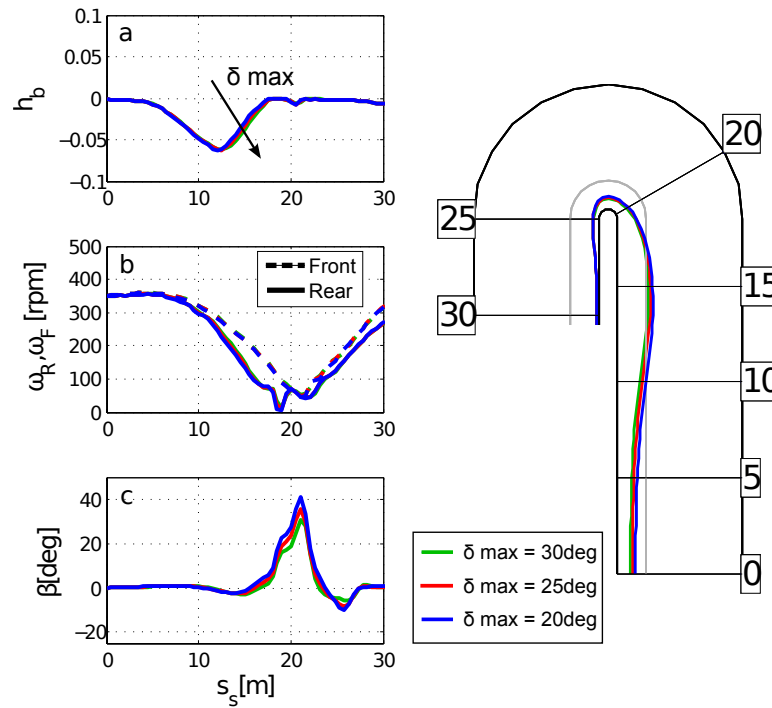 a
0.1
0.05
0
−0.05
−0.1
h_b
δ max
0 10 20 30
b
500
400
300
200
100
0
ω_R,ω_F [rpm]
Front
Rear
0 10 20 30
c
40
20
0
−20
β[deg]
0 10 20 30
s_s[m]
20
25
15
30
10
5
0
δ max = 30deg
δ max = 25deg
δ max = 20deg